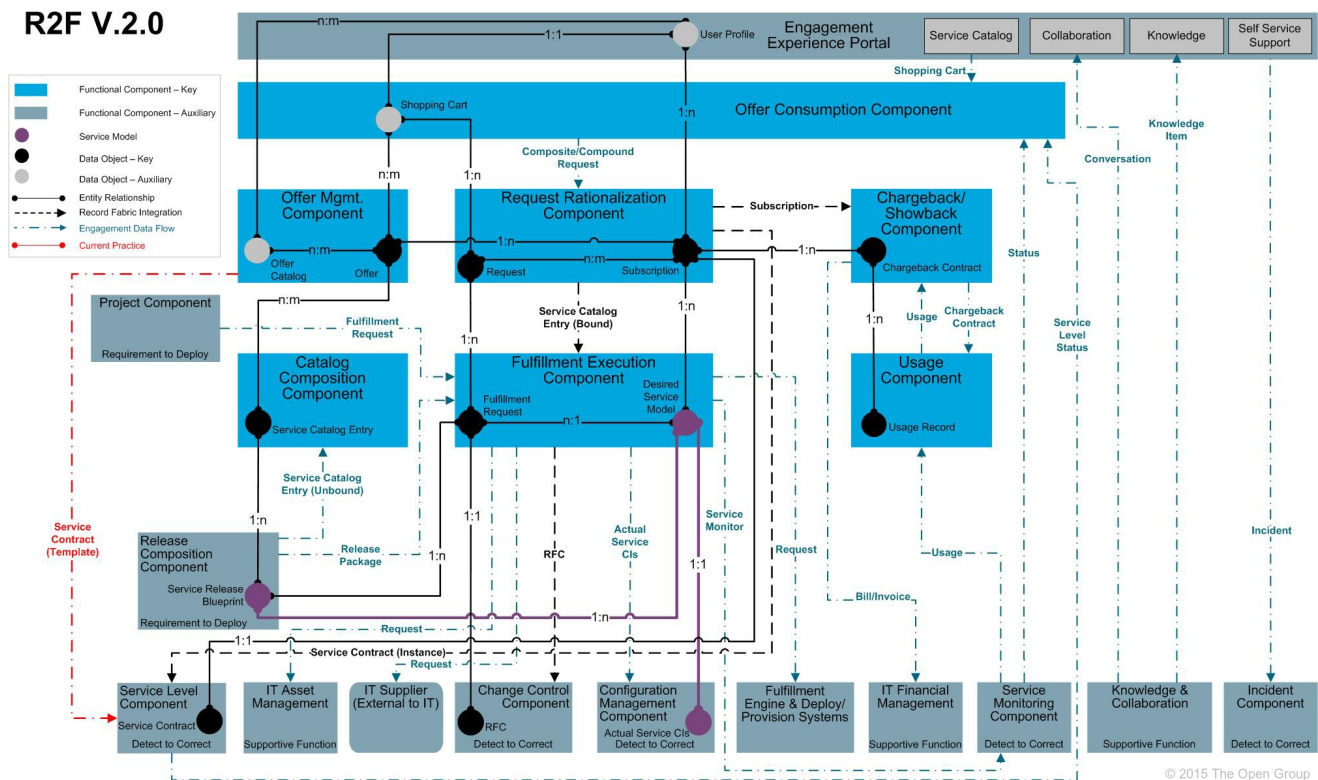 R2F V.2.0
Functional Component – Key
Functional Component – Auxiliary
Service Model
Data Object – Key
Data Object – Auxiliary
Entity Relationship
Record Fabric Integration
Engagement Data Flow
Current Practice
n:m
1:1
User Profile
Engagement
Experience Portal
Service Catalog
Collaboration
Knowledge
Self Service
Support
Shopping Cart
Shopping Cart
1:n
Offer Consumption Component
Knowledge
Item
Composite/Compound
Request
Conversation
n:m
1:n
Offer Mgmt.
Component
Request Rationalization
Component
Subscription
Chargeback/
Showback
Component
Status
n:m
1:n
n:m
1:n
Offer
Catalog
Offer
Request
Subscription
Chargeback Contract
n:m
Project Component
Requirement to Deploy
Fulfillment
Request
Service Catalog
Entry (Bound)
1:n
1:n
Usage
Chargeback
Contract
1:n
Service
Level
Status
Catalog
Composition
Component
Fulfillment Execution
Component
Usage
Component
Fulfillment
Request
Desired
Service
Model
n:1
Service Catalog Entry
Usage Record
Service Catalog
Entry (Unbound)
1:n
1:1
Service
Contract
(Template)
Release
Composition
Component
Release
Package
1:n
RFC
Actual
Service
CIs
Service
Monitor
Request
Usage
Incident
1:1
Service Release
Blueprint
Requirement to Deploy
1:n
Bill/Invoice
Request
1:1
Service Contract (Instance)
Request
Service Level
Component
Service Contract
Detect to Correct
IT Asset
Management
Supportive Function
IT Supplier
(External to IT)
Change Control
Component
RFC
Detect to Correct
Configuration
Management
Component
Actual Service CIs
Detect to Correct
Fulfillment
Engine & Deploy/
Provision Systems
IT Financial
Management
Supportive Function
Service
Monitoring
Component
Detect to Correct
Knowledge &
Collaboration
Supportive Function
Incident
Component
Detect to Correct
© 2015 The Open Group